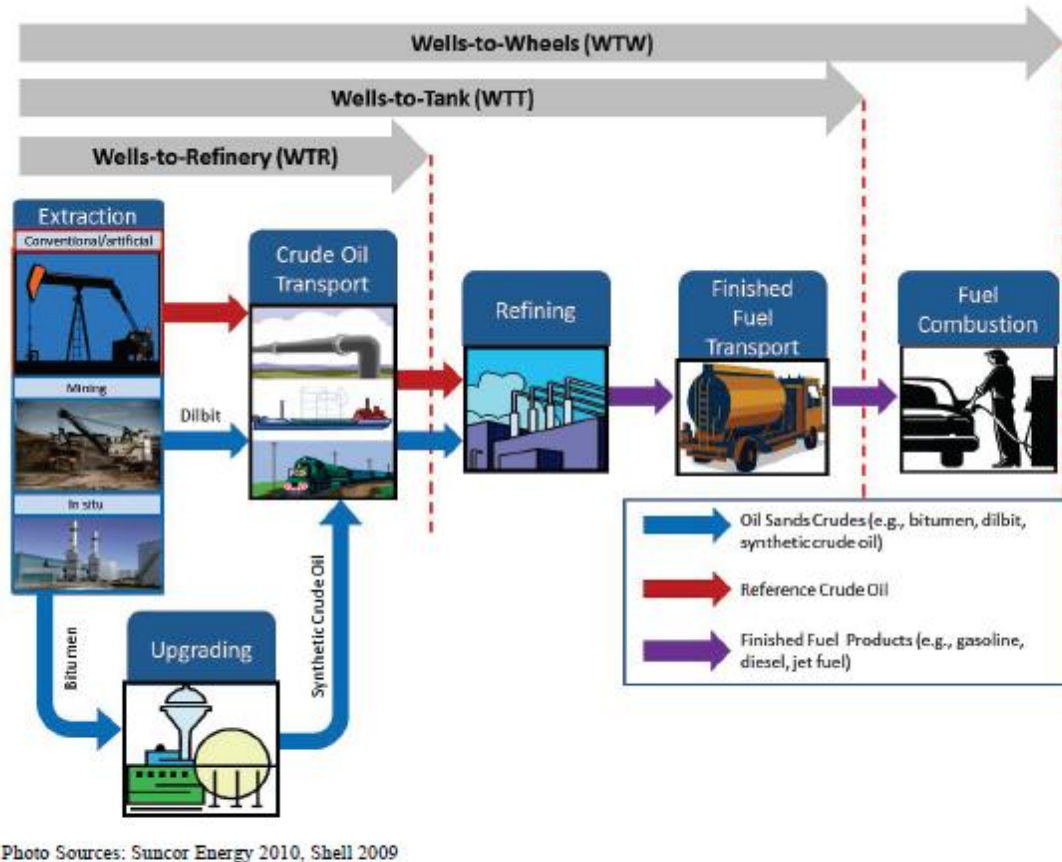 Wells-to-Wheels (WTW)
Wells-to-Tank (WTT)
Wells-to-Refinery (WTR)
Extraction
Conventional/artificial
Mining
In situ
Dilbit
Crude Oil
Transport
Refining
Finished
Fuel
Transport
Fuel
Combustion
Bitumen
Upgrading
Synthetic Crude Oil
Oil Sands Crudes (e.g., bitumen, dilbit,
synthetic crude oil)
Reference Crude Oil
Finished Fuel Products (e.g., gasoline,
diesel, jet fuel)
Photo Sources: Suncor Energy 2010, Shell 2009